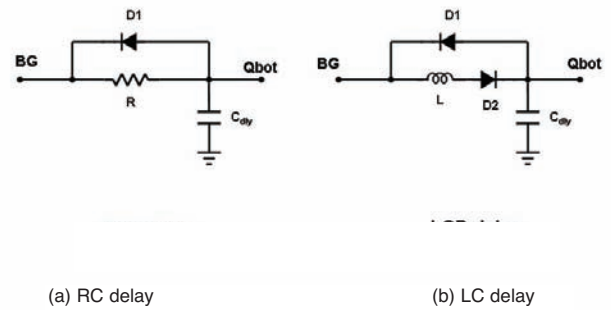 D1
BG
Qbot
R
Cdly
D1
BG
Qbot
L
D2
Cdly
(a) RC delay
(b) LC delay